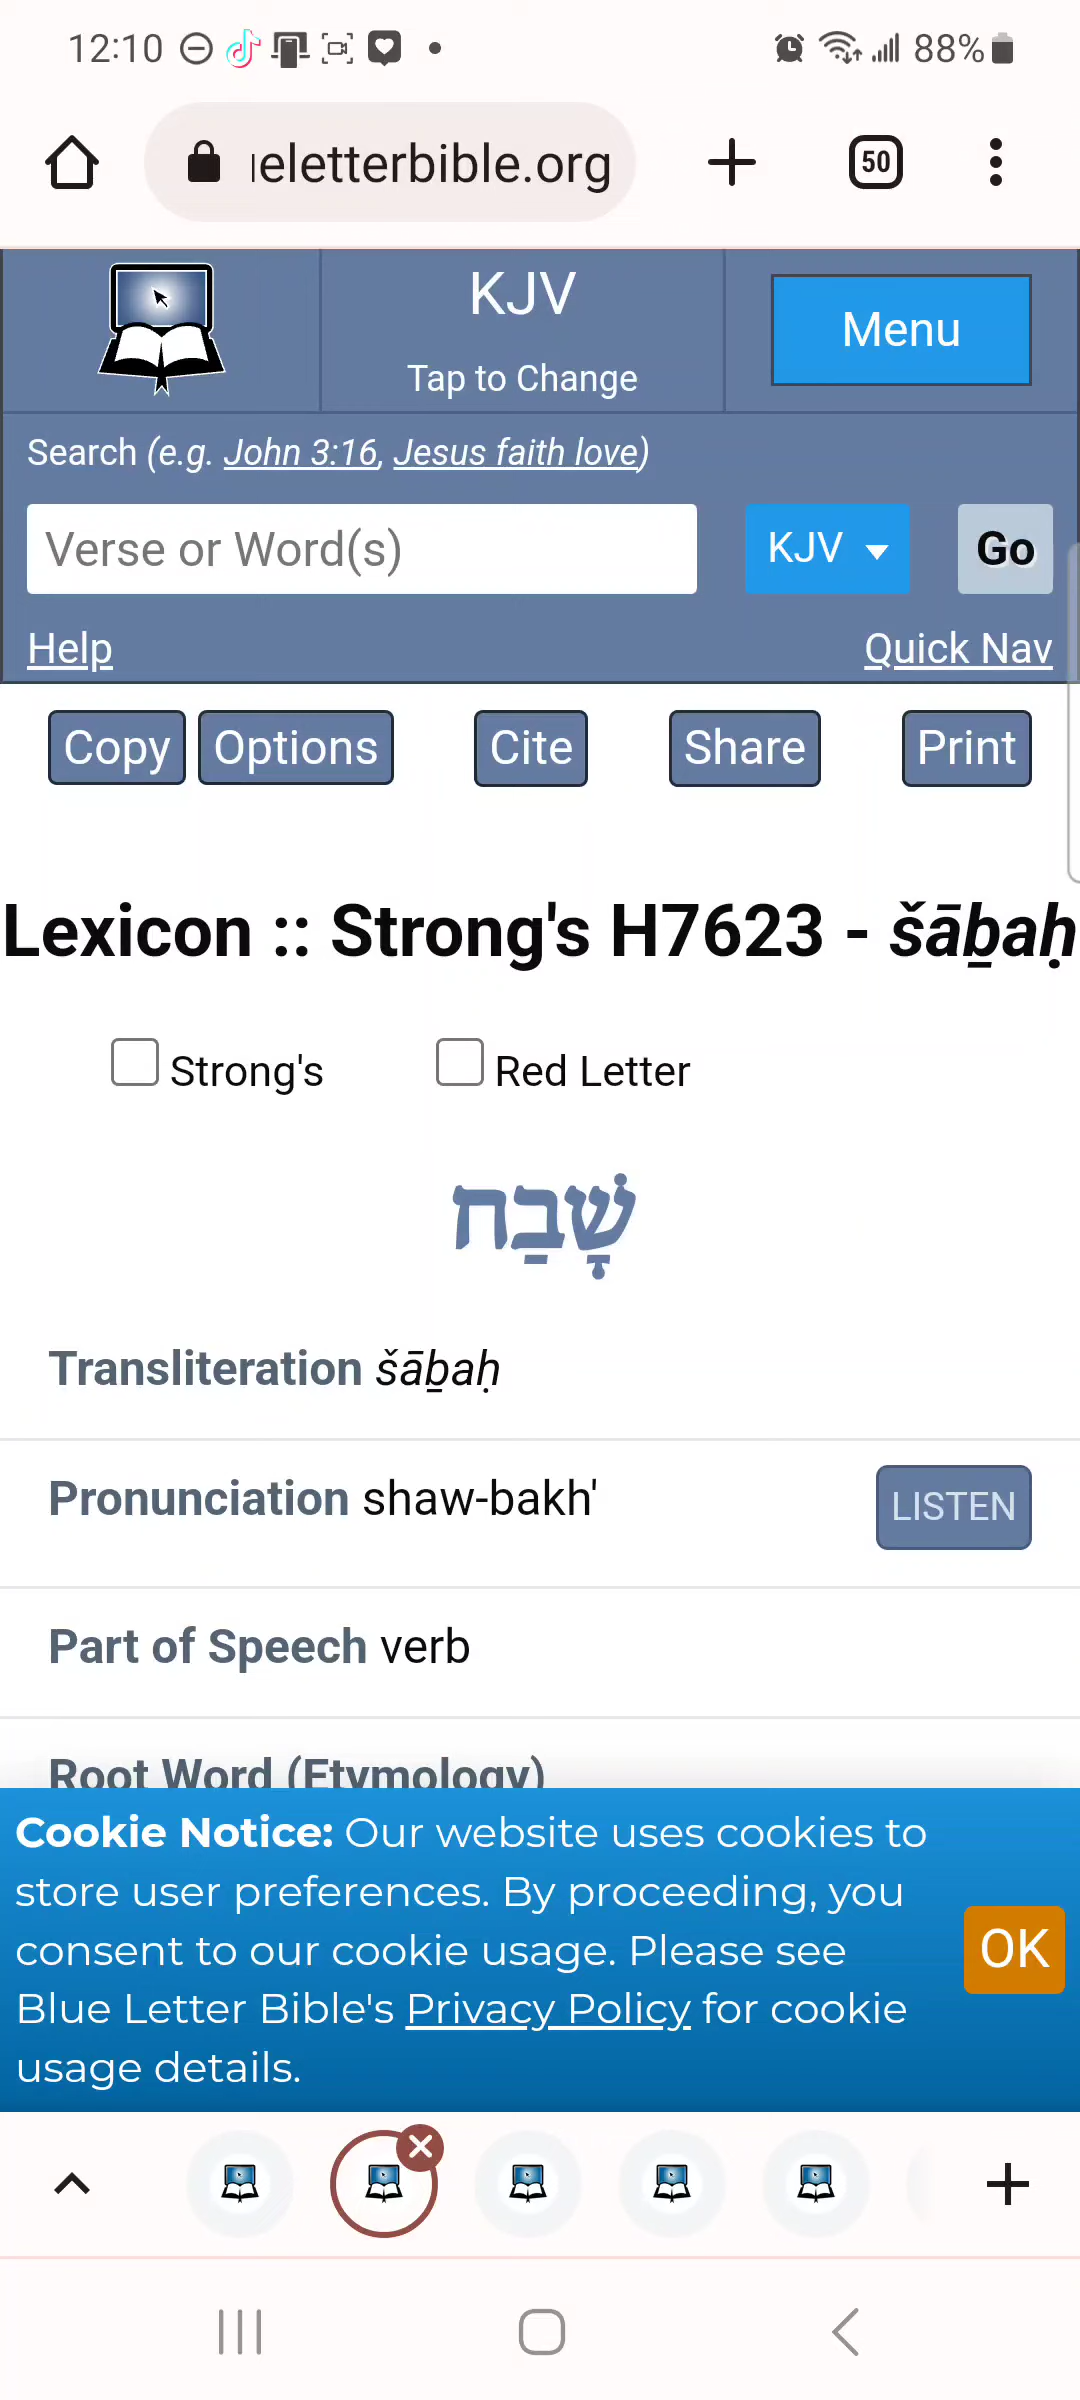 12:10 88%
eletterbible.org 50
KJV
Tap to Change
Menu
Search (e.g. John 3:16, Jesus faith love)
Verse or Word(s) KJV Go
Help Quick Nav
Copy Options Cite Share Print
Lexicon :: Strong's H7623 - šāḇaḥ
Strong's Red Letter
שָׁבַח
Transliteration šāḇaḥ
Pronunciation shaw-bakh' LISTEN
Part of Speech verb
Root Word (Etymology)
Cookie Notice: Our website uses cookies to
store user preferences. By proceeding, you
consent to our cookie usage. Please see
Blue Letter Bible's Privacy Policy for cookie
usage details.
OK